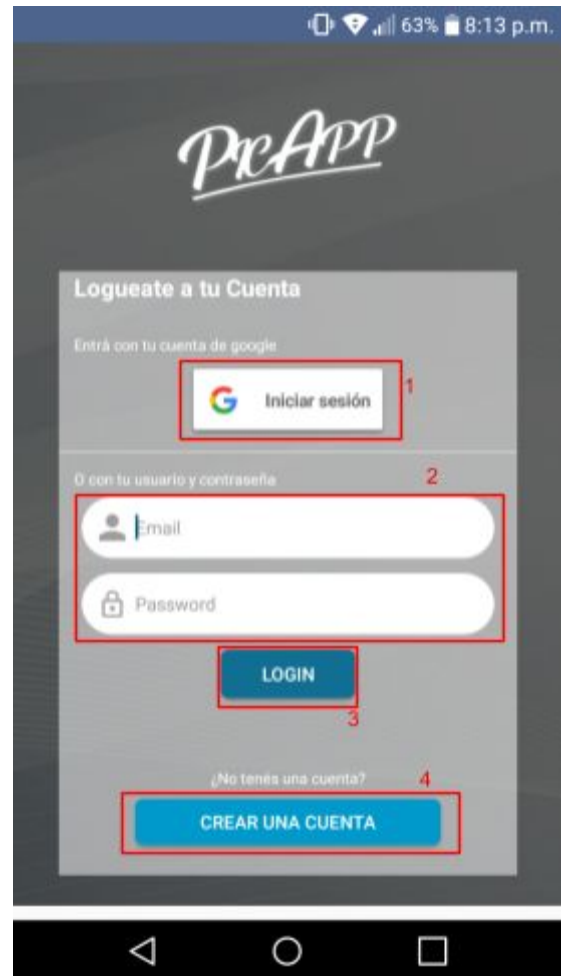 63% 8:13 p.m.
PicApp
Logueate a tu Cuenta
Entrá con tu cuenta de google
Iniciar sesión
1
O con tu usuario y contraseña
2
Email
Password
LOGIN
3
¿No tenés una cuenta?
4
CREAR UNA CUENTA